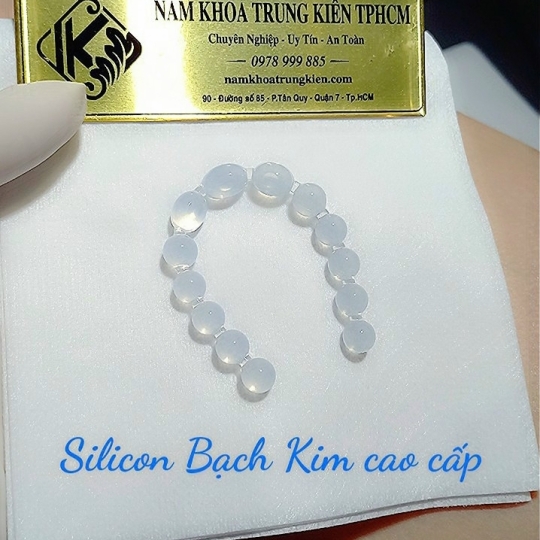 NAM KHOA TRUNG KIÊN TPHCM
Chuyên Nghiệp - Uy Tín - An Toàn
0978 999 885
namkhoatrungkien.com
90 - Đường số 85 - P.Tân Quy - Quận 7 - Tp.HCM
Silicon Bạch Kim cao cấp